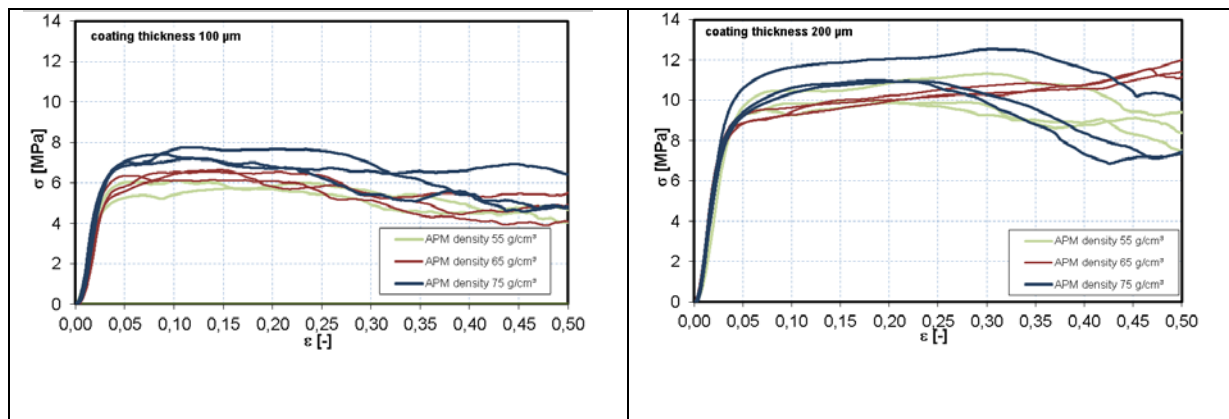 coating thickness 100 µm
14
12
10
8
6
4
2
0
σ [MPa]
0,00 0,05 0,10 0,15 0,20 0,25 0,30 0,35 0,40 0,45 0,50
ε [-]
APM density 55 g/cm³
APM density 65 g/cm³
APM density 75 g/cm³
coating thickness 200 µm
14
12
10
8
6
4
2
0
σ [MPa]
0,00 0,05 0,10 0,15 0,20 0,25 0,30 0,35 0,40 0,45 0,50
ε [-]
APM density 55 g/cm³
APM density 65 g/cm³
APM density 75 g/cm³